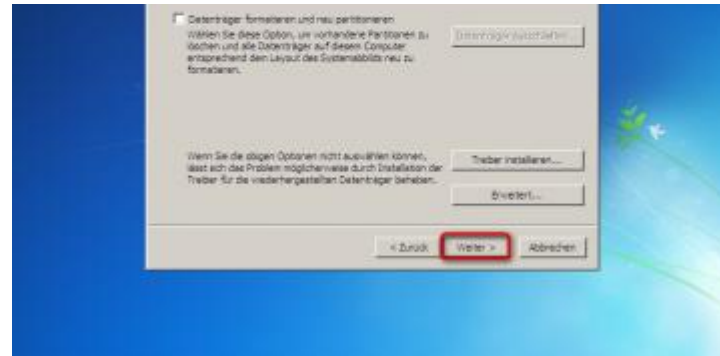 Datenträger formatieren und neu partitionieren
Wählen Sie diese Option, um vorhandene Partitionen zu
löschen und alle Datenträger auf diesem Computer
entsprechend dem Layout des Systemabbilds neu zu
formatieren.
Datenträger ausschließen...
Wenn Sie die obigen Optionen nicht auswählen können,
lässt sich das Problem möglicherweise durch Installation der
Treiber für die wiederhergestellten Datenträger beheben.
Treiber installieren...
Erweitert...
< Zurück
Weiter >
Abbrechen